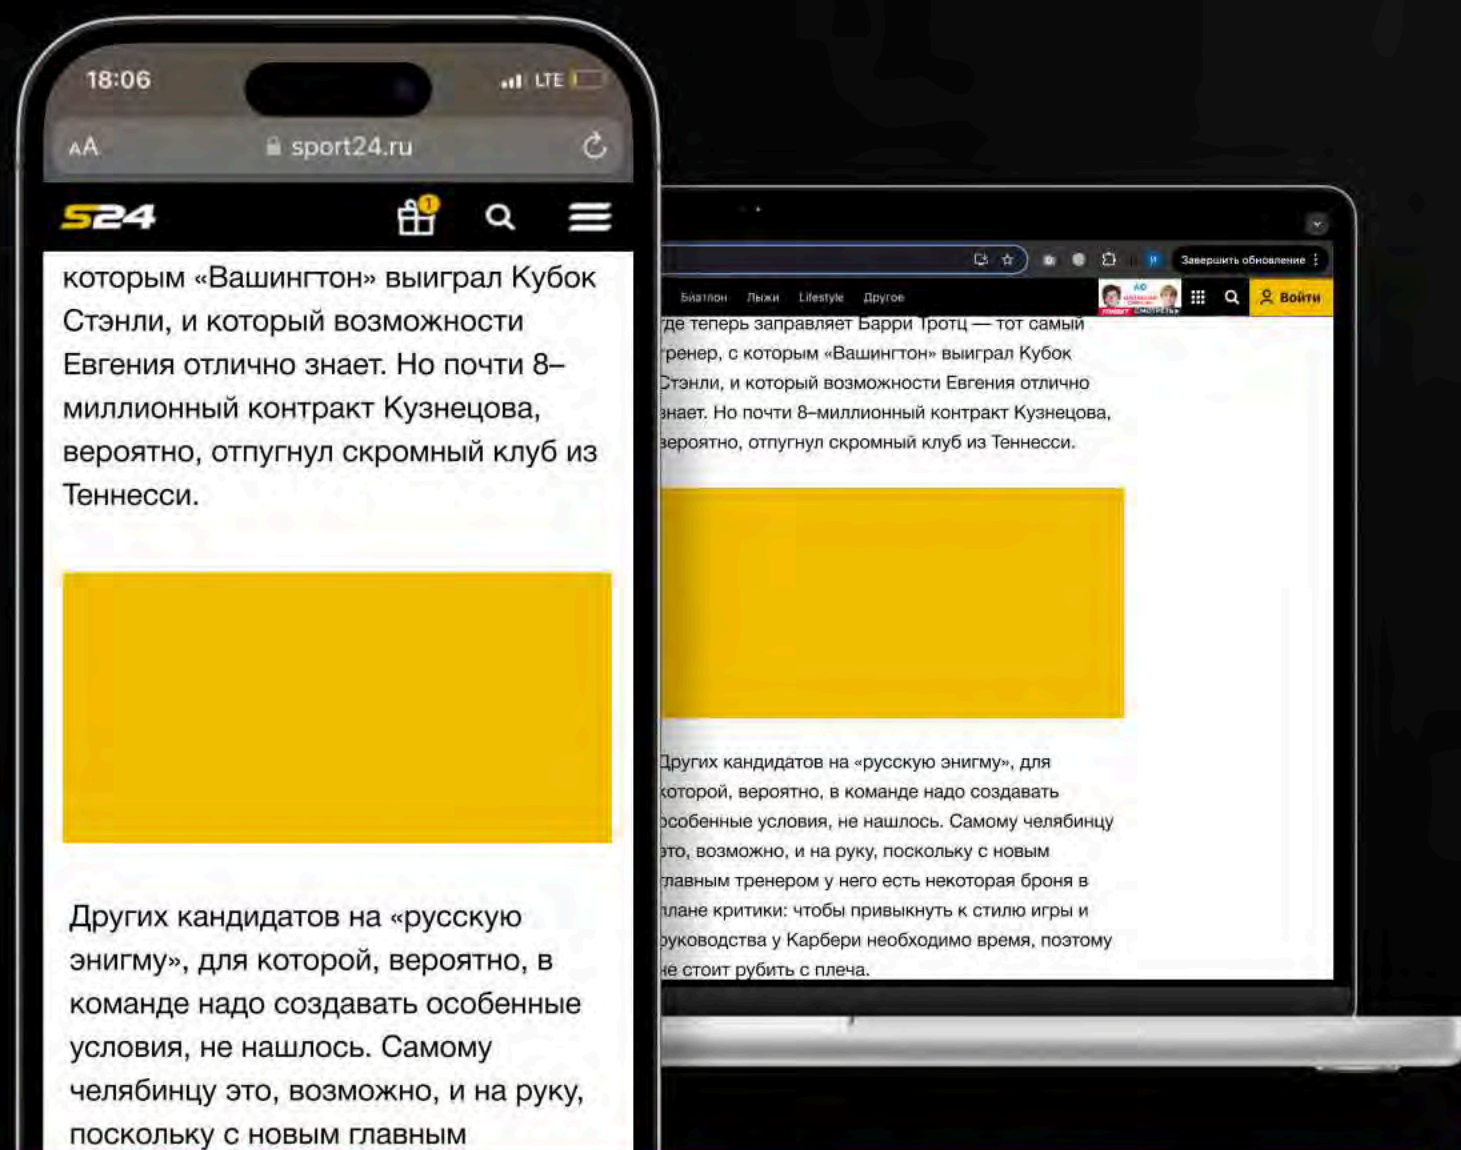 18:06
LTE
AA
sport24.ru
S24
1
которым «Вашингтон» выиграл Кубок
Стэнли, и который возможности
Евгения отлично знает. Но почти 8–
миллионный контракт Кузнецова,
вероятно, отпугнул скромный клуб из
Теннесси.
Других кандидатов на «русскую
энигму», для которой, вероятно, в
команде надо создавать особенные
условия, не нашлось. Самому
челябинцу это, возможно, и на руку,
поскольку с новым главным
Завершить обновление
Биатлон Лыжи Lifestyle Другое
СМОТРЕТЬ
Войти
где теперь заправляет Барри Тротц — тот самый
тренер, с которым «Вашингтон» выиграл Кубок
Стэнли, и который возможности Евгения отлично
знает. Но почти 8–миллионный контракт Кузнецова,
вероятно, отпугнул скромный клуб из Теннесси.
Других кандидатов на «русскую энигму», для
которой, вероятно, в команде надо создавать
особенные условия, не нашлось. Самому челябинцу
это, возможно, и на руку, поскольку с новым
главным тренером у него есть некоторая броня в
плане критики: чтобы привыкнуть к стилю игры и
руководства у Карбери необходимо время, поэтому
не стоит рубить с плеча.